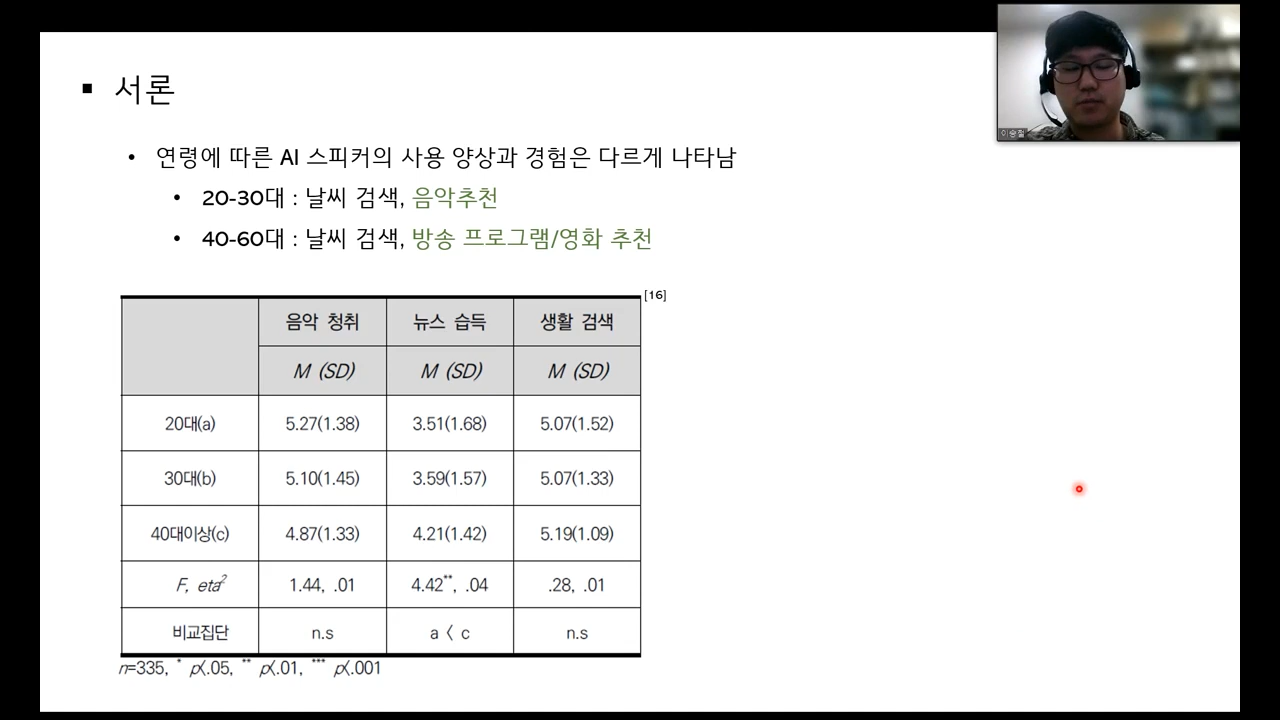 ▪ 서론
• 연령에 따른 AI 스피커의 사용 양상과 경험은 다르게 나타남
• 20-30대 : 날씨 검색, 음악추천
• 40-60대 : 날씨 검색, 방송 프로그램/영화 추천
[16]
음악 청취 뉴스 습득 생활 검색
M (SD) M (SD) M (SD)
20대(a) 5.27(1.38) 3.51(1.68) 5.07(1.52)
30대(b) 5.10(1.45) 3.59(1.57) 5.07(1.33)
40대이상(c) 4.87(1.33) 4.21(1.42) 5.19(1.09)
F, eta² 1.44, .01 4.42**, .04 .28, .01
비교집단 n.s a < c n.s
n=335, * p<.05, ** p<.01, *** p<.001
이승철